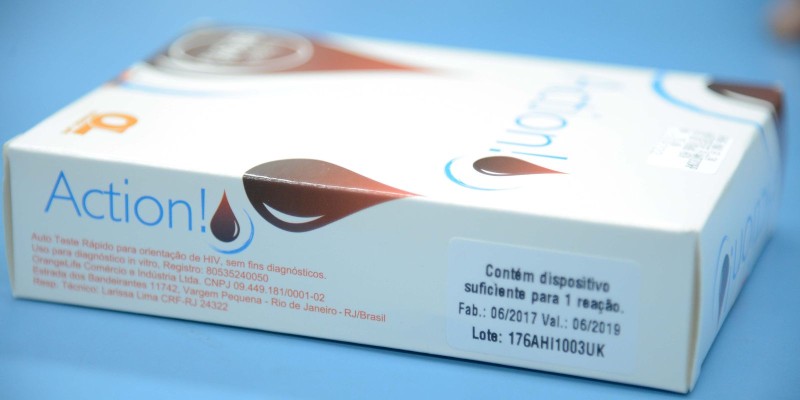 Action!
Action!
Auto Teste Rápido para orientação de HIV, sem fins diagnósticos.
Uso para diagnóstico in vitro, Registro: 80535240050
OrangeLife Comércio e Indústria Ltda. CNPJ 09.449.181/0001-02
Estrada dos Bandeirantes 11742, Vargem Pequena - Rio de Janeiro - RJ/Brasil
Resp. Técnico: Larisse Lima CRF-RJ 24322
Contém dispositivo
suficiente para 1 reação.
Fab.: 06/2017 Val.: 06/2019
Lote: 176AHI1003UK